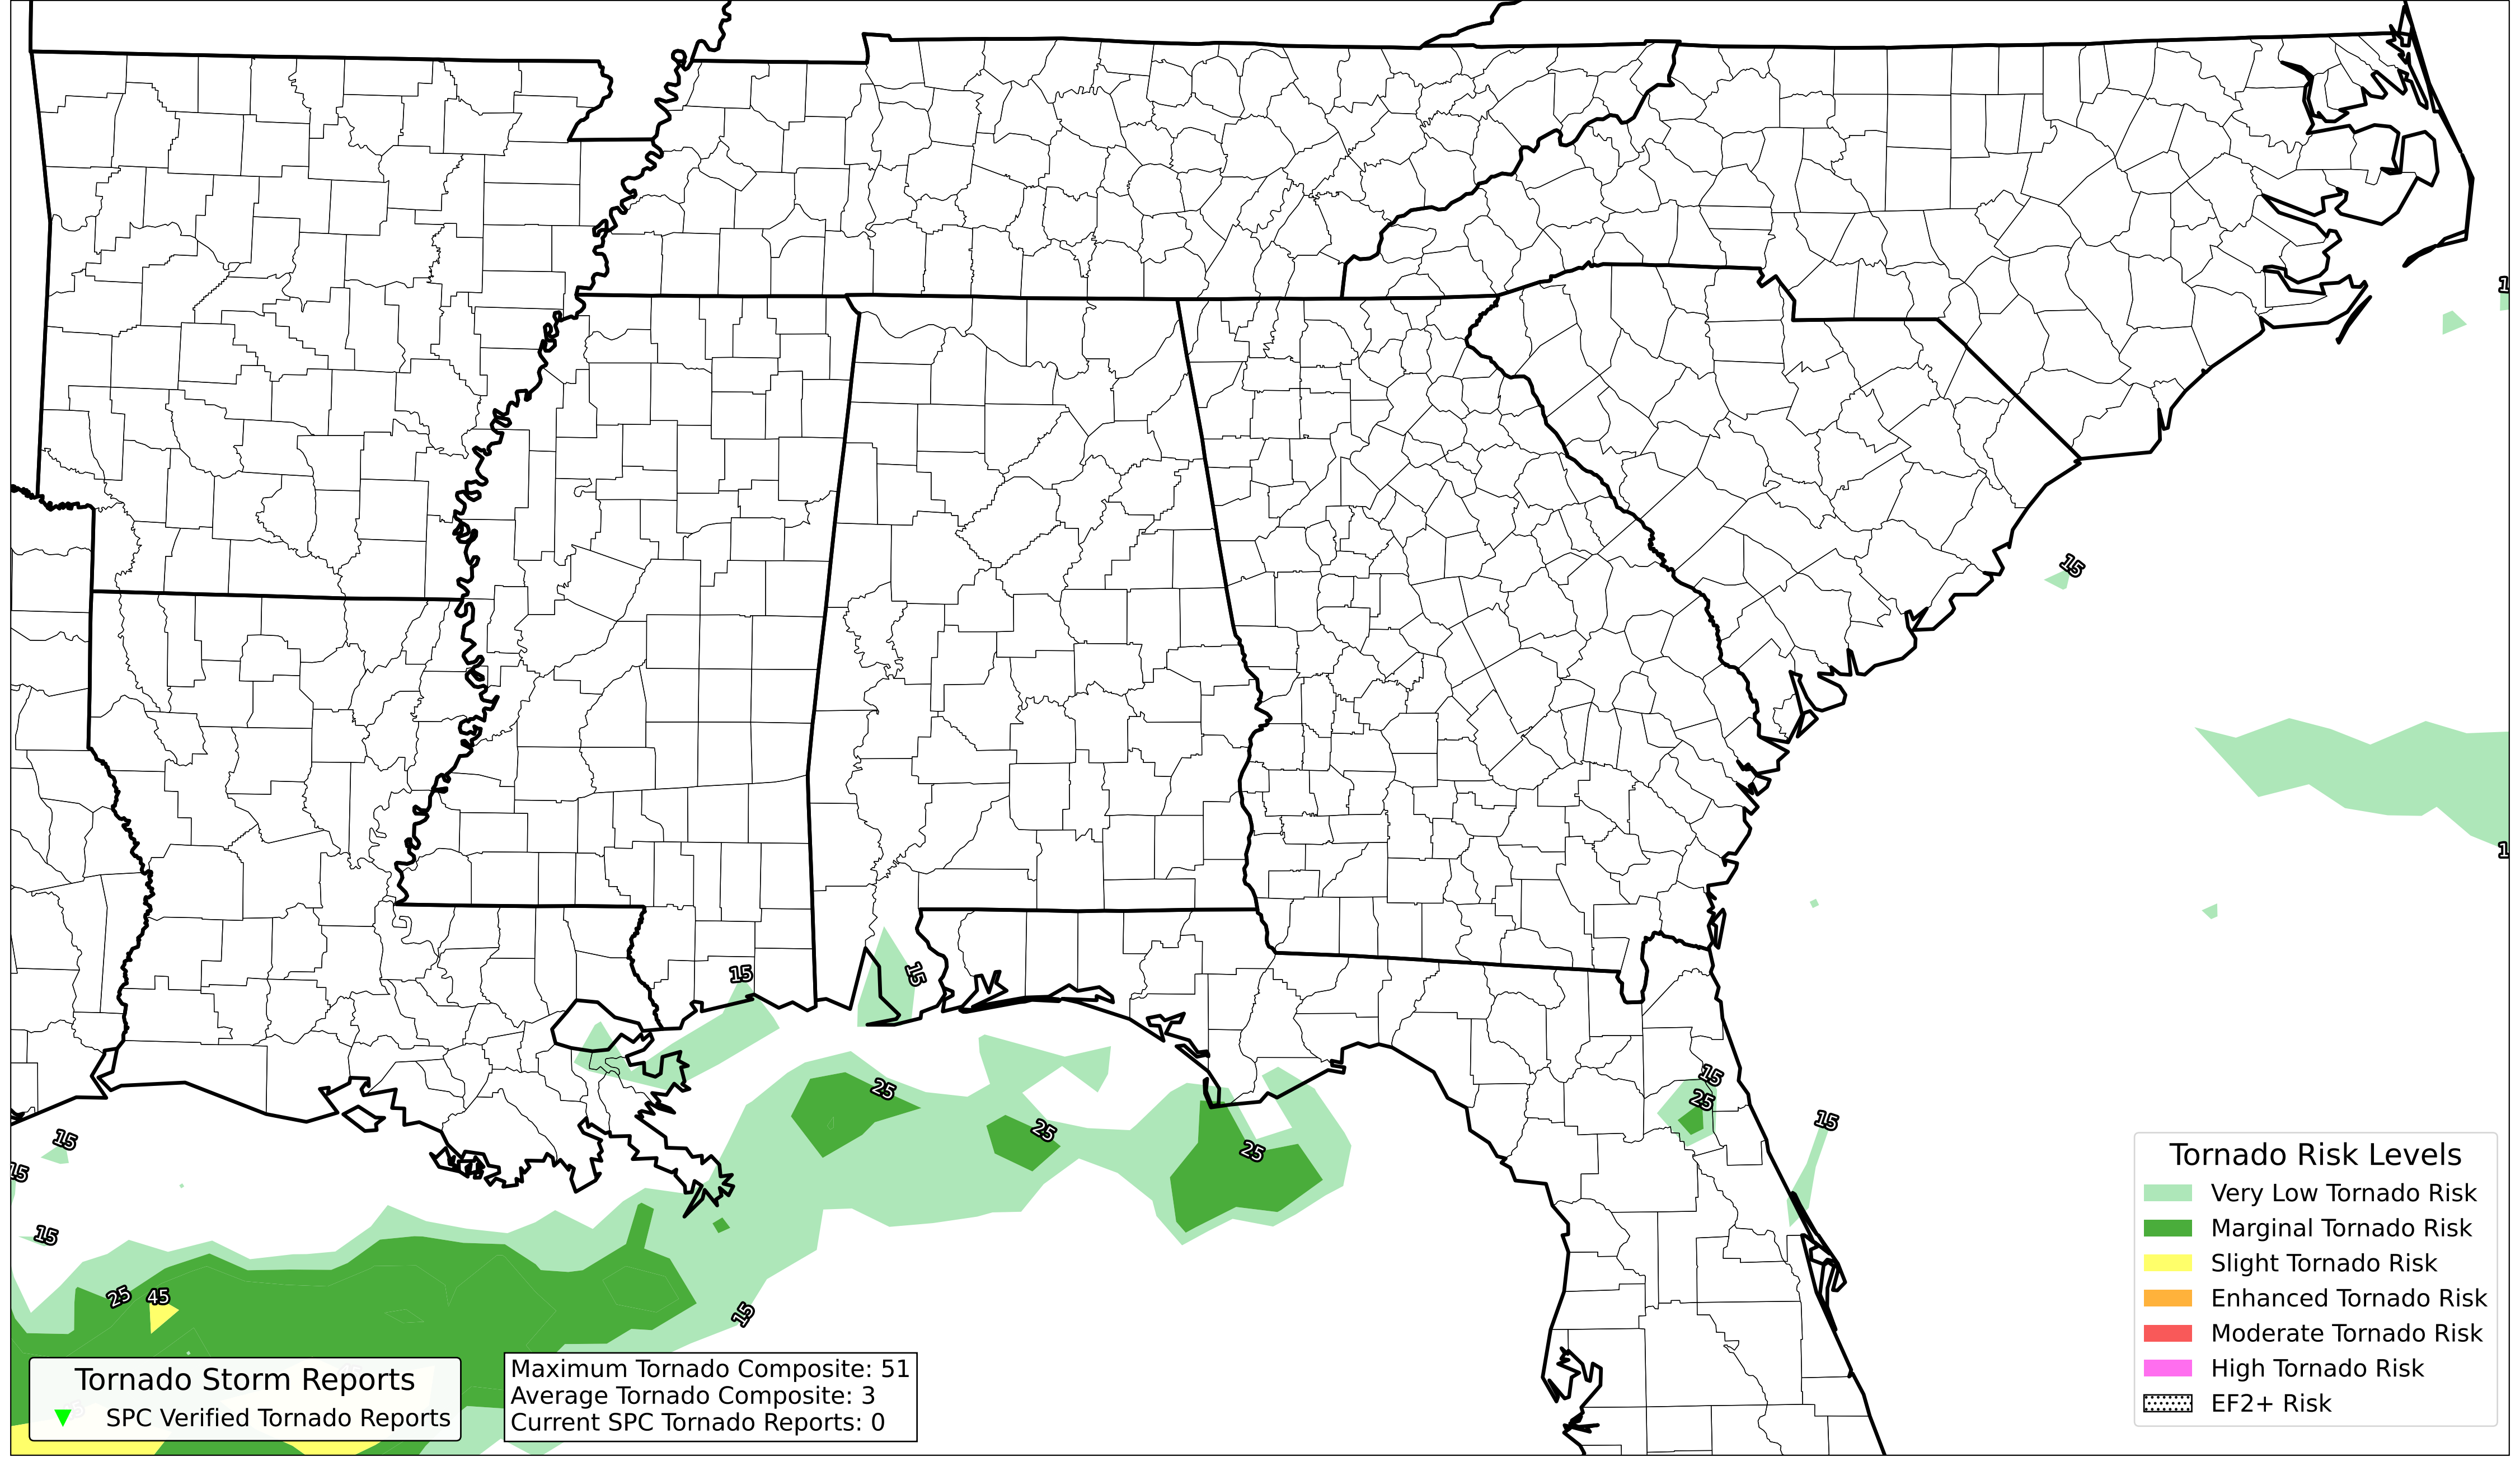 1
15
15
15
15
25
25
25
15
25
15
1
15
15
15
25
45
15
Tornado Risk Levels
Very Low Tornado Risk
Marginal Tornado Risk
Slight Tornado Risk
Enhanced Tornado Risk
Moderate Tornado Risk
High Tornado Risk
EF2+ Risk
Tornado Storm Reports
SPC Verified Tornado Reports
Maximum Tornado Composite: 51
Average Tornado Composite: 3
Current SPC Tornado Reports: 0